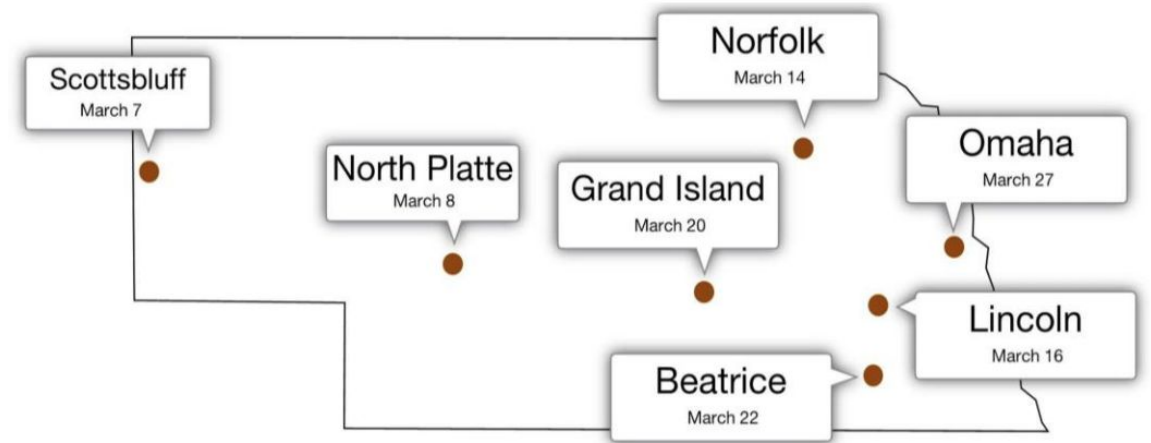 Norfolk
March 14
Scottsbluff
March 7
Omaha
March 27
North Platte
March 8
Grand Island
March 20
Lincoln
March 16
Beatrice
March 22